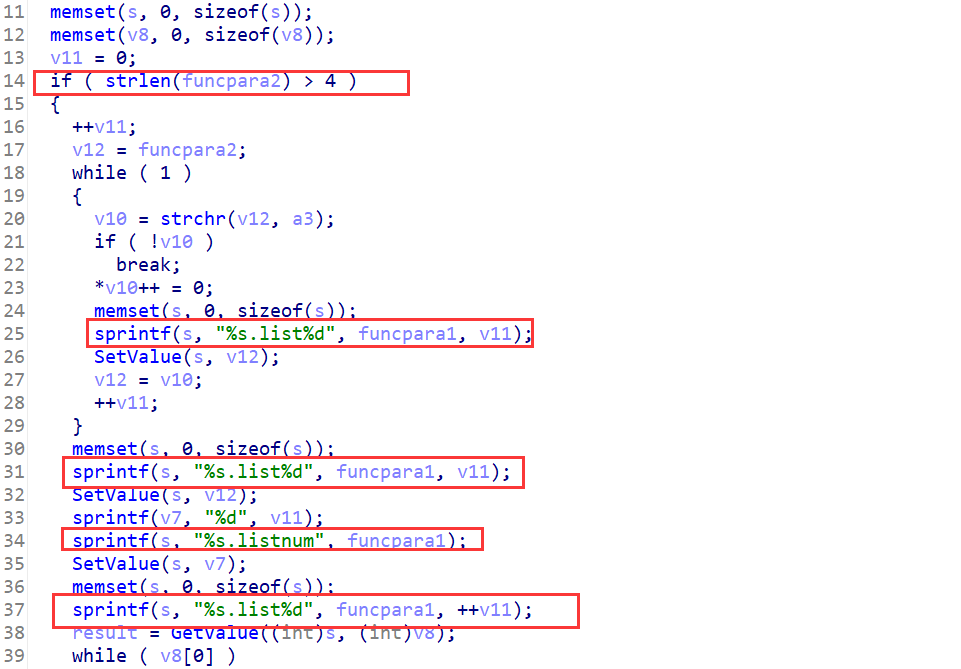 11 memset(s, 0, sizeof(s));
12 memset(v8, 0, sizeof(v8));
13 v11 = 0;
14 if ( strlen(funcpara2) > 4 )
15 {
16 ++v11;
17 v12 = funcpara2;
18 while ( 1 )
19 {
20 v10 = strchr(v12, a3);
21 if ( !v10 )
22 break;
23 *v10++ = 0;
24 memset(s, 0, sizeof(s));
25 sprintf(s, "%s.list%d", funcpara1, v11);
26 SetValue(s, v12);
27 v12 = v10;
28 ++v11;
29 }
30 memset(s, 0, sizeof(s));
31 sprintf(s, "%s.list%d", funcpara1, v11);
32 SetValue(s, v12);
33 sprintf(v7, "%d", v11);
34 sprintf(s, "%s.listnum", funcpara1);
35 SetValue(s, v7);
36 memset(s, 0, sizeof(s));
37 sprintf(s, "%s.list%d", funcpara1, ++v11);
38 result = GetValue((int)s, (int)v8);
39 while ( v8[0] )